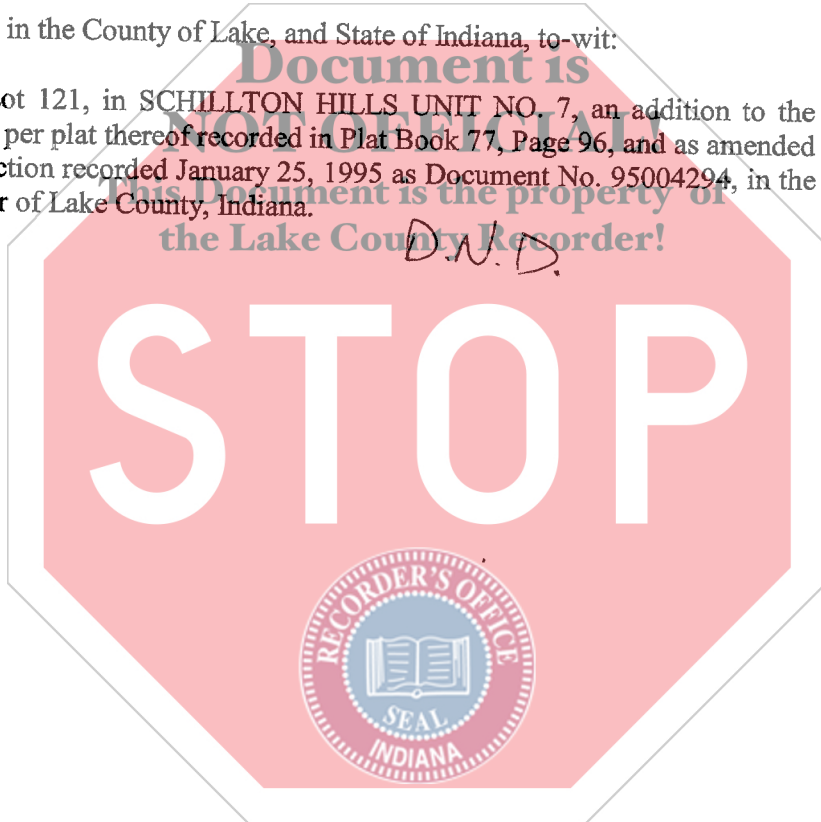 in the County of Lake, and State of Indiana, to-wit:
Document is
ot 121, in SCHILLTON HILLS UNIT NO. 7, an addition to the
NOT OFFICIAL!
per plat thereof recorded in Plat Book 77, Page 96, and as amended
ction recorded January 25, 1995 as Document No. 95004294, in the
This Document is the property of
r of Lake County, Indiana.
the Lake County Recorder!
D.N.D.
STOP
RECORDER'S OFFICE
SEAL
INDIANA